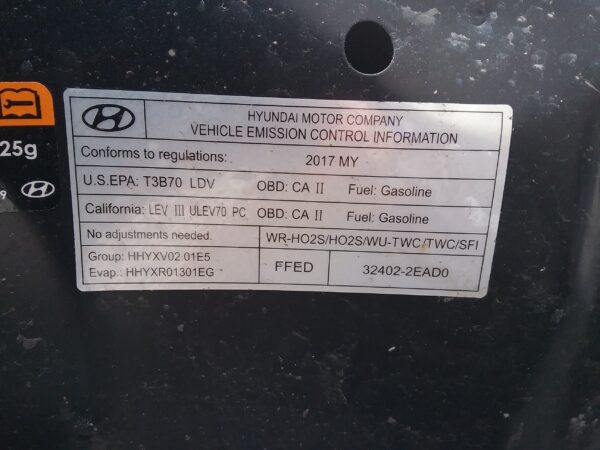 HYUNDAI MOTOR COMPANY
VEHICLE EMISSION CONTROL INFORMATION
Conforms to regulations: 2017 MY
U.S.EPA: T3B70 LDV OBD: CA II Fuel: Gasoline
California: LEV III ULEV70 PC OBD: CA II Fuel: Gasoline
No adjustments needed. WR-HO2S/HO2S/WU-TWC/TWC/SFI
Group: HHYXV02.01E5
Evap.: HHYXR01301EG
FFED
32402-2EAD0
25g
9